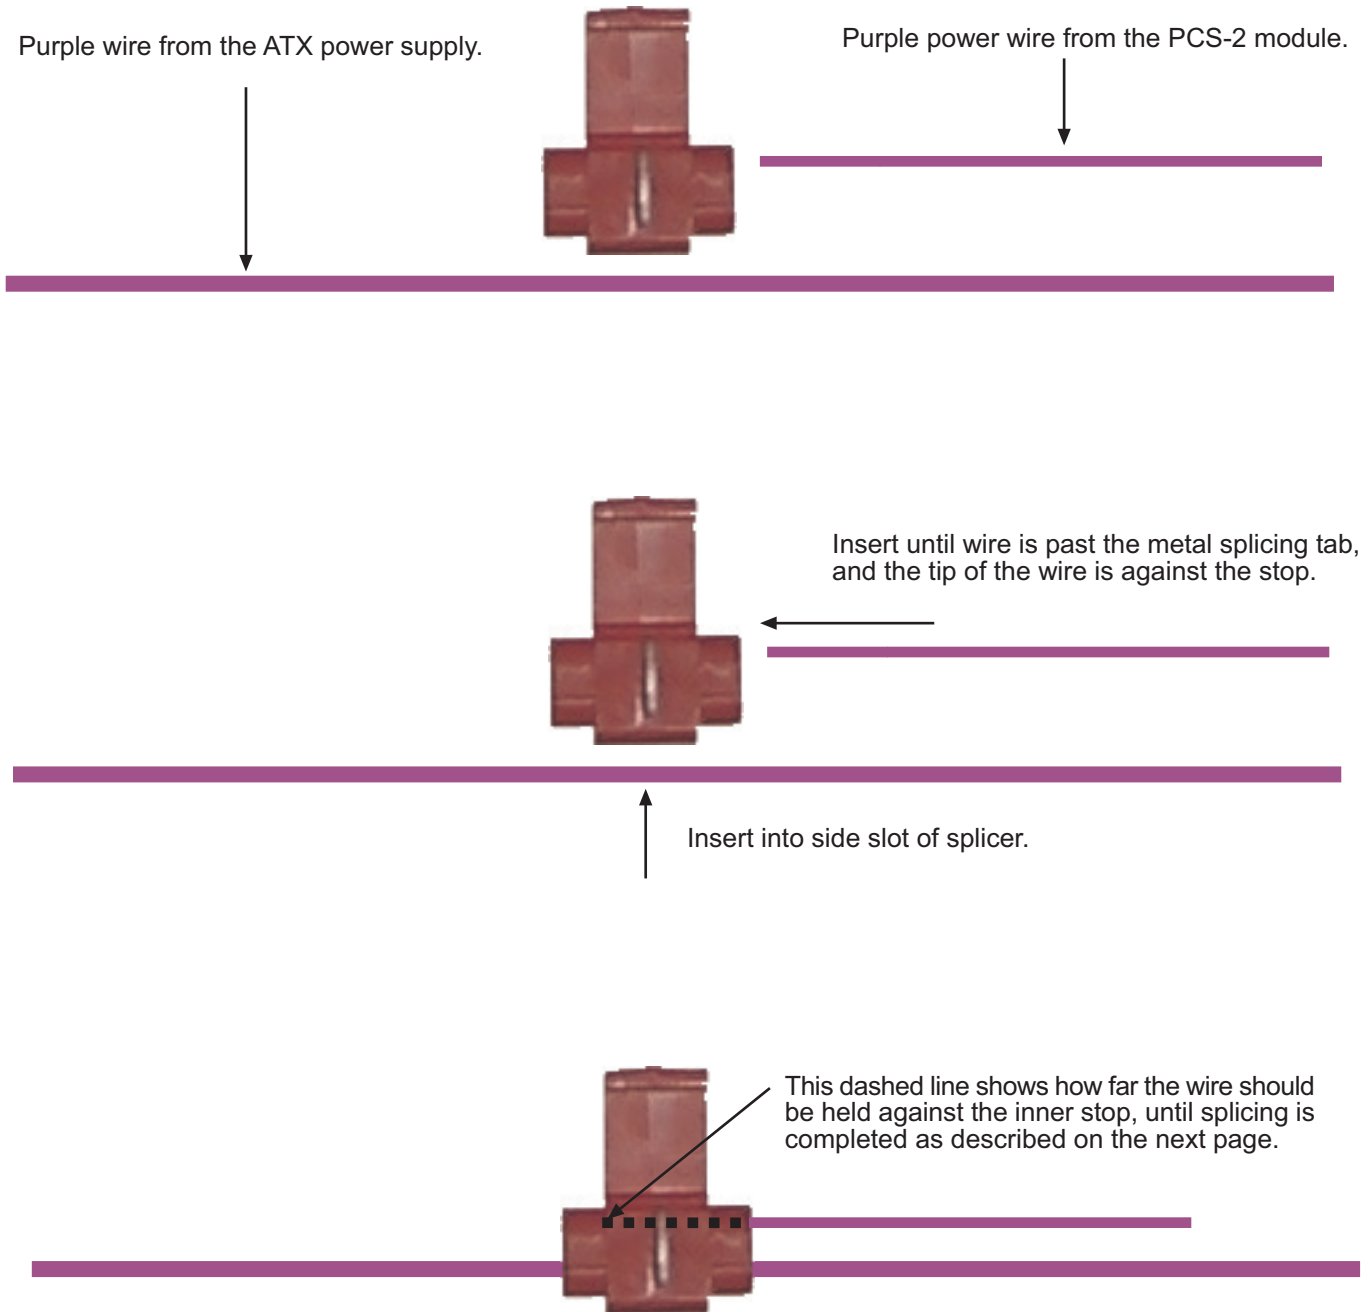 Purple wire from the ATX power supply.
Purple power wire from the PCS-2 module.
Insert until wire is past the metal splicing tab,
and the tip of the wire is against the stop.
Insert into side slot of splicer.
This dashed line shows how far the wire should
be held against the inner stop, until splicing is
completed as described on the next page.